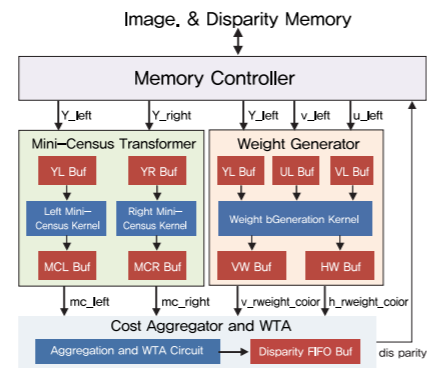 Image. & Disparity Memory
Memory Controller
Y_left
Y_right
Y_left
v_left
u_left
Mini-Census Transformer
Weight Generator
YL Buf
YR Buf
YL Buf
UL Buf
VL Buf
Left Mini-
Census Kernel
Right Mini-
Census Kernel
Weight bGeneration Kernel
MCL Buf
MCR Buf
VW Buf
HW Buf
mc_left
mc_right
v_rweight_coior
h_rweight_coior
Cost Aggregator and WTA
Aggregation and WTA Circuit
Disparity FIFO Buf
dis parity